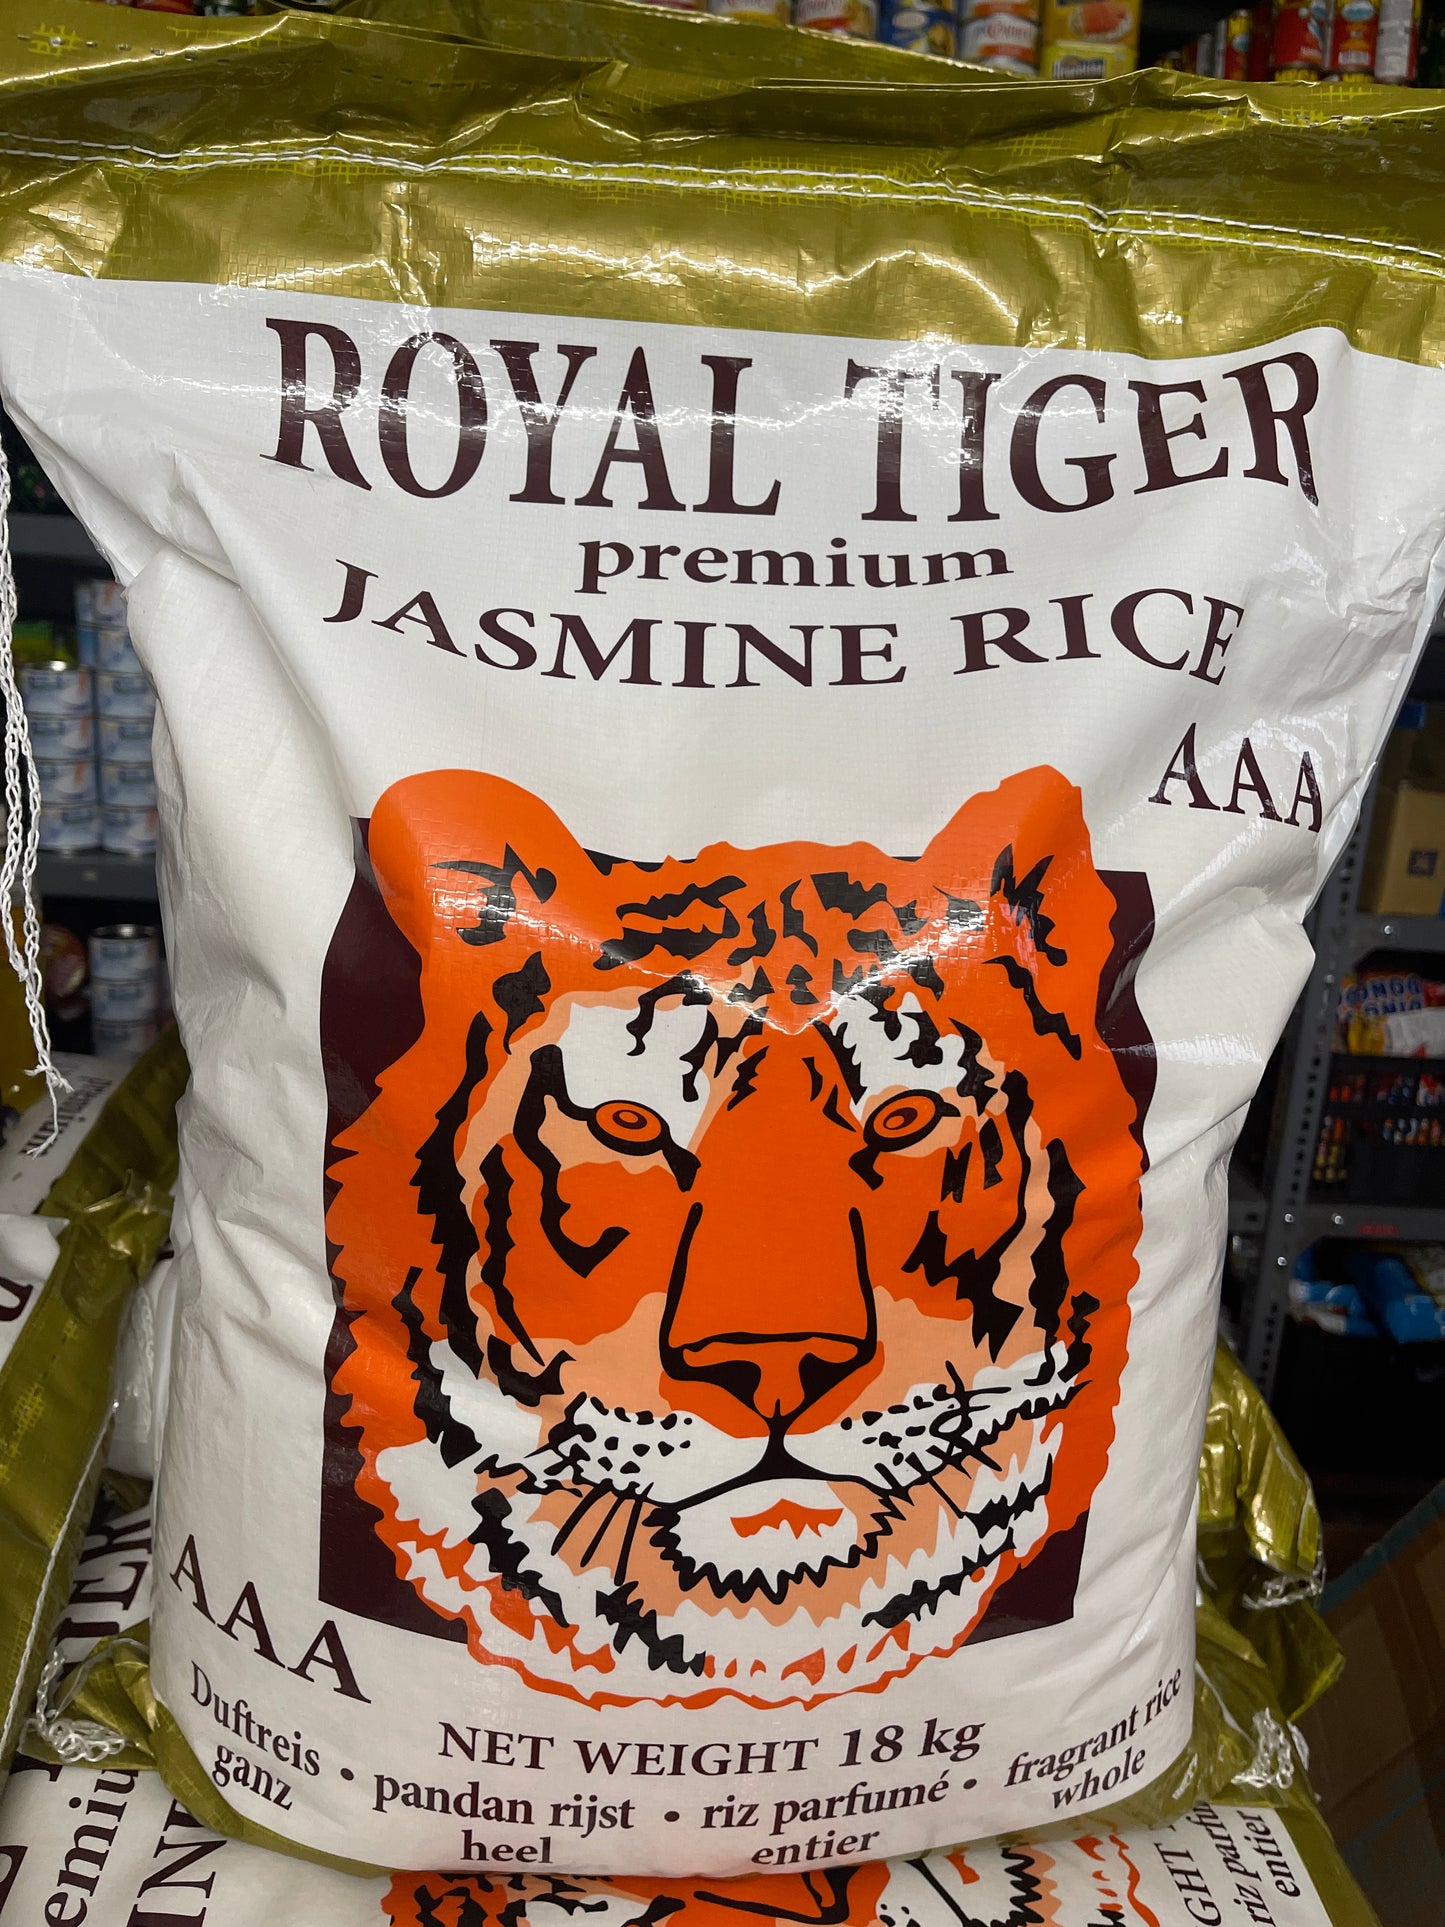 ROYAL TIGER
premium
JASMINE RICE
AAA
AAA
NET WEIGHT 18 kg
Duftreis
ganz
• pandan rijst
heel
• riz parfumé
entier
• fragrant rice
whole